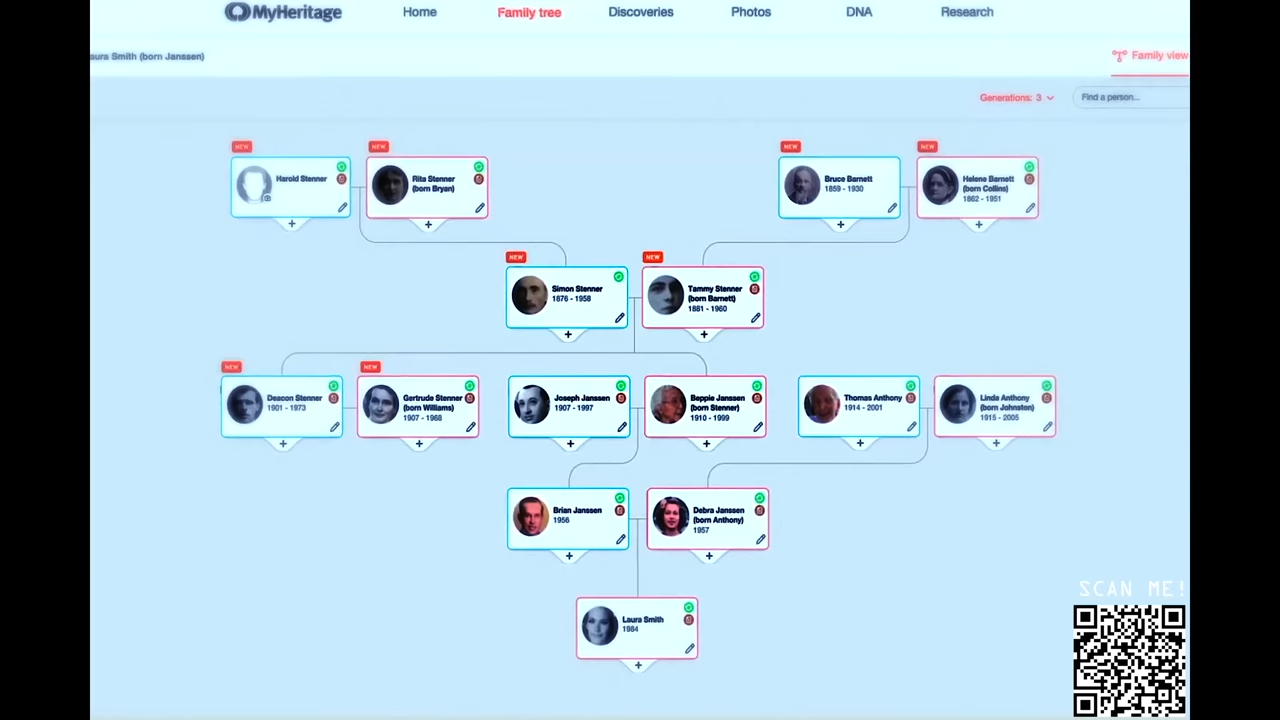 MyHeritage
Home
Family tree
Discoveries
Photos
DNA
Research
aura Smith (born Janssen)
Family view
Generations: 3
Find a person...
NEW
NEW
NEW
NEW
Harold Stenner
Rita Stenner
(born Bryan)
Bruce Barnett
1859 - 1930
Helene Barnett
(born Collins)
1862 - 1951
NEW
NEW
Simon Stenner
1876 - 1958
Tammy Stenner
(born Barnett)
1881 - 1960
NEW
NEW
Deacon Stenner
1901 - 1973
Gertrude Stenner
(born Williams)
1907 - 1968
Joseph Janssen
1907 - 1997
Beppie Janssen
(born Stenner)
1910 - 1999
Thomas Anthony
1914 - 2001
Linda Anthony
(born Johnston)
1915 - 2005
Brian Janssen
1956
Debra Janssen
(born Anthony)
1957
SCAN ME!
Laura Smith
1984